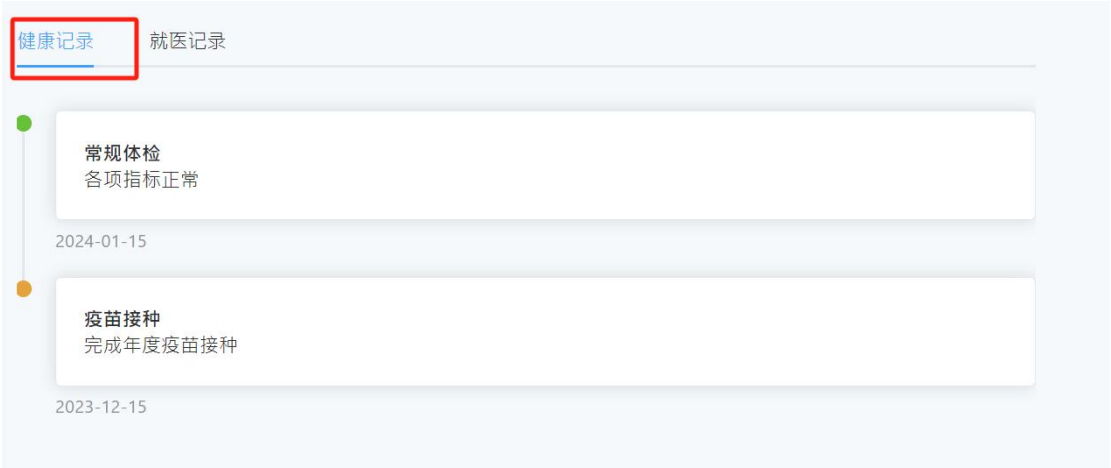 健康记录 就医记录
常规体检
各项指标正常
2024-01-15
疫苗接种
完成年度疫苗接种
2023-12-15